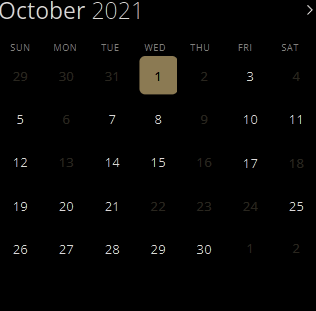 October 2021
SUN MON TUE WED THU FRI SAT
29 30 31 1 2 3 4
5 6 7 8 9 10 11
12 13 14 15 16 17 18
19 20 21 22 23 24 25
26 27 28 29 30 1 2